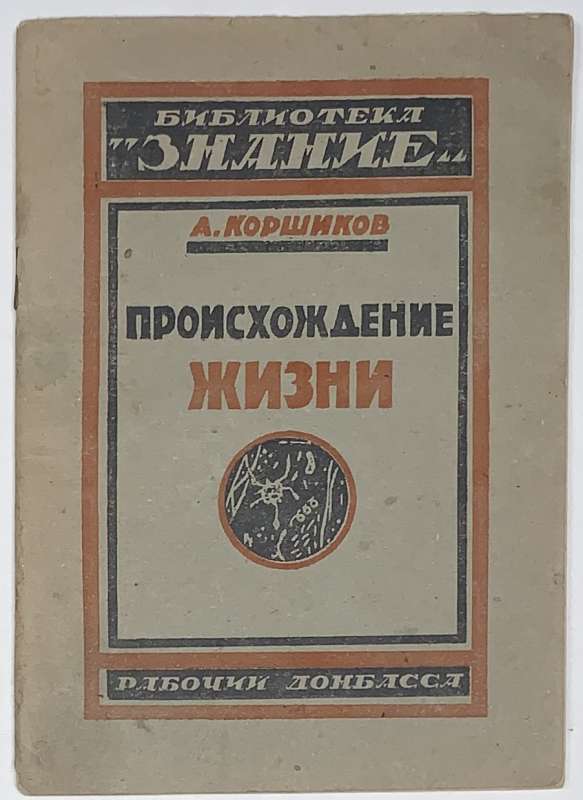 БИБЛИОТЕКА
"ЗНАНИЕ"
А. КОРШИКОВ
ПРОИСХОЖДЕНИЕ
ЖИЗНИ
РАБОЧИЙ ДОНБАССА